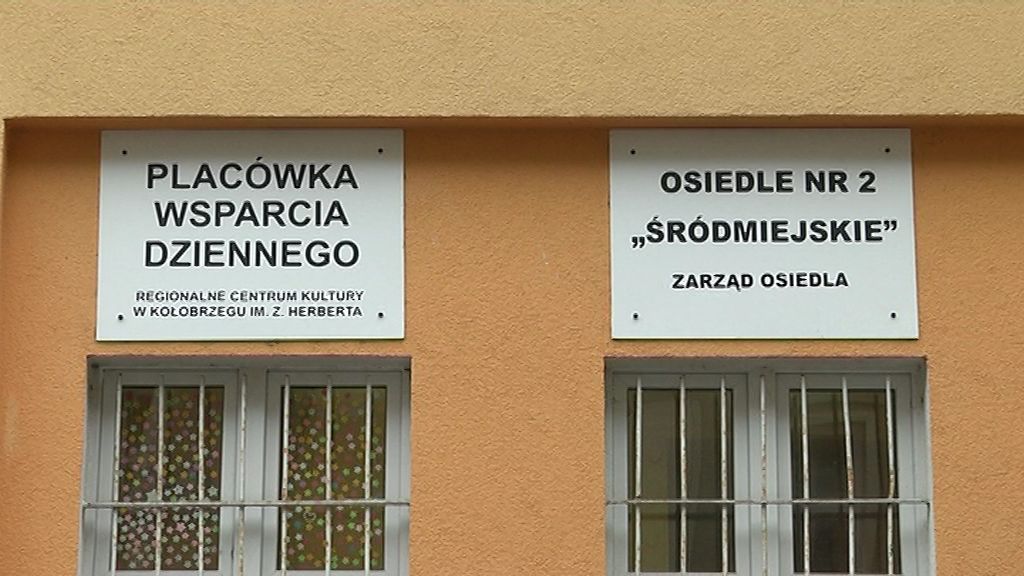 PLACÓWKA
WSPARCIA
DZIENNEGO
REGIONALNE CENTRUM KULTURY
W KOŁOBRZEGU IM. Z. HERBERTA
OSIEDLE NR 2
„ŚRÓDMIEJSKIE”
ZARZĄD OSIEDLA